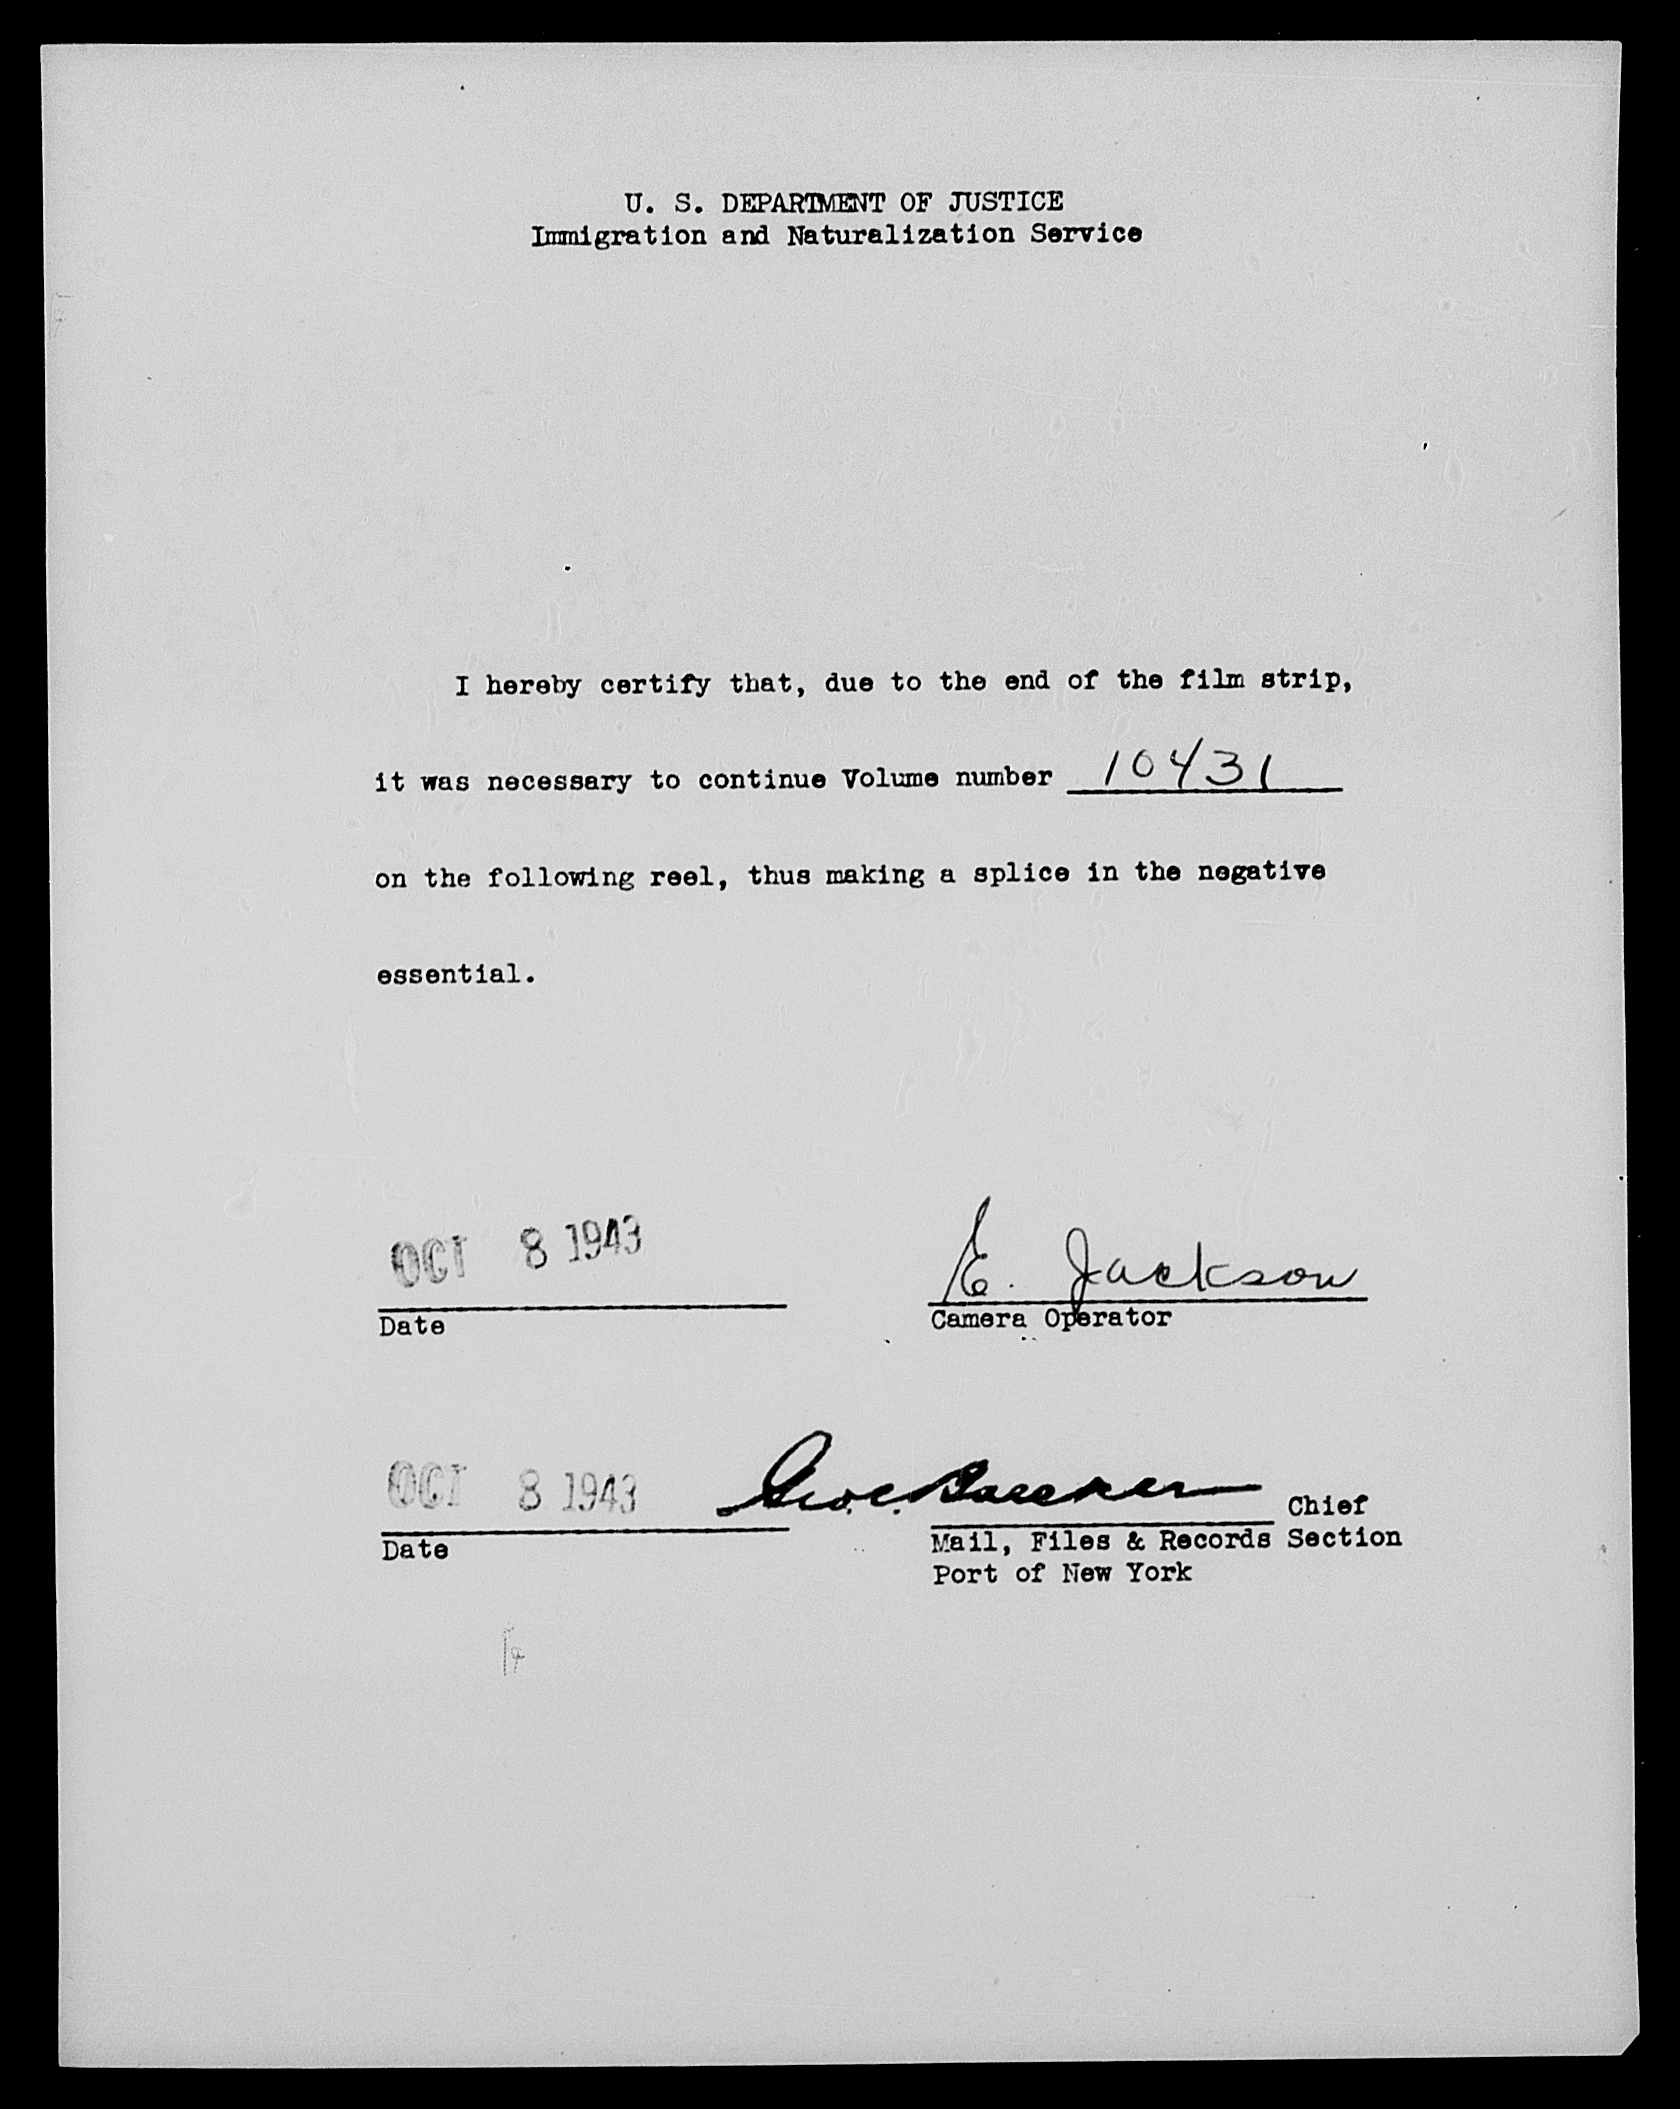 U. S. DEPARTMENT OF JUSTICE
Immigration and Naturalization Service
I hereby certify that, due to the end of the film strip,
it was necessary to continue Volume number 10431
on the following reel, thus making a splice in the negative
essential.
OCT 8 1943
E. Jackson
Date
Camera Operator
OCT 8 1943
Geo. C.
Chief
Date
Mail, Files & Records Section
Port of New York